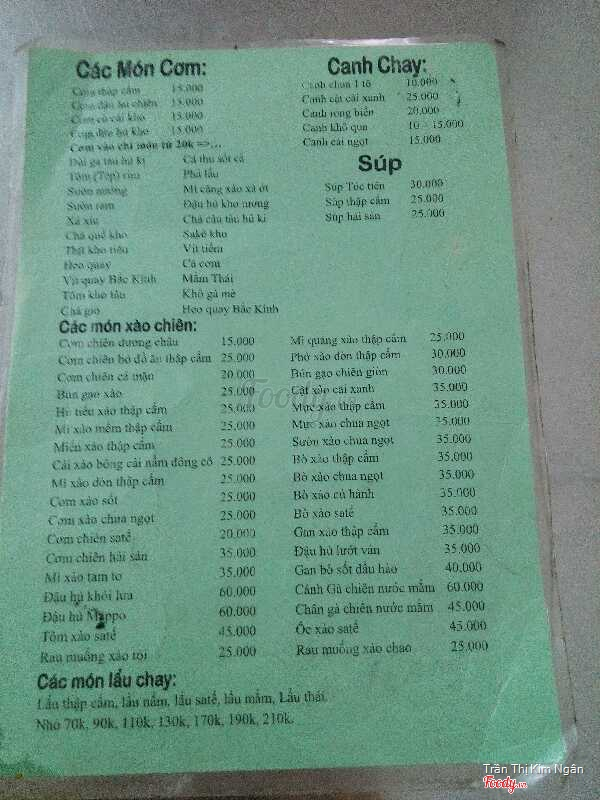 Các Món Cơm:
Cơm thập cẩm 15.000
Cơm đậu hủ chiên 15.000
Cơm củ cải kho 15.000
Cơm đậu hủ kho 15.000
Cơm vào chỉ món từ 20k =>...
Đùi gà tàu hủ ki Cá thu sốt cà
Tôm (Tép) rim Phá lấu
Sườn nướng Mì căng xào xả ớt
Sườn ram Đậu hủ kho tương
Xá xíu Chả câu tàu hủ ki
Chả quế kho Sakê kho
Thịt kho tiêu Vịt tiềm
Heo quay Cá cơm
Vịt quay Bắc Kinh Mắm Thái
Tôm kho tàu Khô gà mè
Chả giò Heo quay Bắc Kinh
Canh Chay:
Canh chua 1 tô 10.000
Canh cải xanh 25.000
Canh rong biển 20.000
Canh khổ qua 10 - 15.000
Canh cải ngọt 15.000
Súp
Súp Tóc tiên 30.000
Súp thập cẩm 25.000
Súp hải sản 25.000
Các món xào chiên:
Cơm chiên dương châu 15.000
Cơm chiên bò đồ ăn thập cẩm 25.000
Cơm chiên cá mặn 20.000
Bún gạo xào 25.000
Hủ tiếu xào thập cẩm 25.000
Mì xào mềm thập cẩm 25.000
Miến xào thập cẩm 25.000
Cải xào bông cải nấm đông cô 25.000
Mì xào dòn thập cẩm 25.000
Cơm xào sốt 25.000
Cơm xào chua ngọt 25.000
Cơm chiên satế 20.000
Cơm chiên hải sản 35.000
Mì xào tam tơ 35.000
Đậu hủ khói lửa 60.000
Đậu hủ Mappo 60.000
Tôm xào satế 45.000
Rau muống xào tỏi 25.000
Mì quảng xào thập cẩm 25.000
Phở xào dòn thập cẩm 30.000
Bún gạo chiên giòn 30.000
Cật xào cải xanh 35.000
Mực xào thập cẩm 35.000
Mực xào chua ngọt 35.000
Sườn xào chua ngọt 35.000
Bò xào thập cẩm 35.000
Bò xào chua ngọt 35.000
Bò xào củ hành 35.000
Bò xào satế 35.000
Gan xào thập cẩm 35.000
Đậu hủ lướt ván 35.000
Gan bò sốt dầu hào 40.000
Cánh Gà chiên nước mắm 60.000
Chân gà chiên nước mắm 45.000
Ốc xào satế 45.000
Rau muống xào chao 25.000
Các món lẩu chay:
Lẩu thập cẩm, lẩu nấm, lẩu satế, lẩu mắm, Lẩu thái.
Nhỏ 70k, 90k, 110k, 130k, 170k, 190k, 210k.
Foody.vn
Trần Thị Kim Ngân
Foody.vn